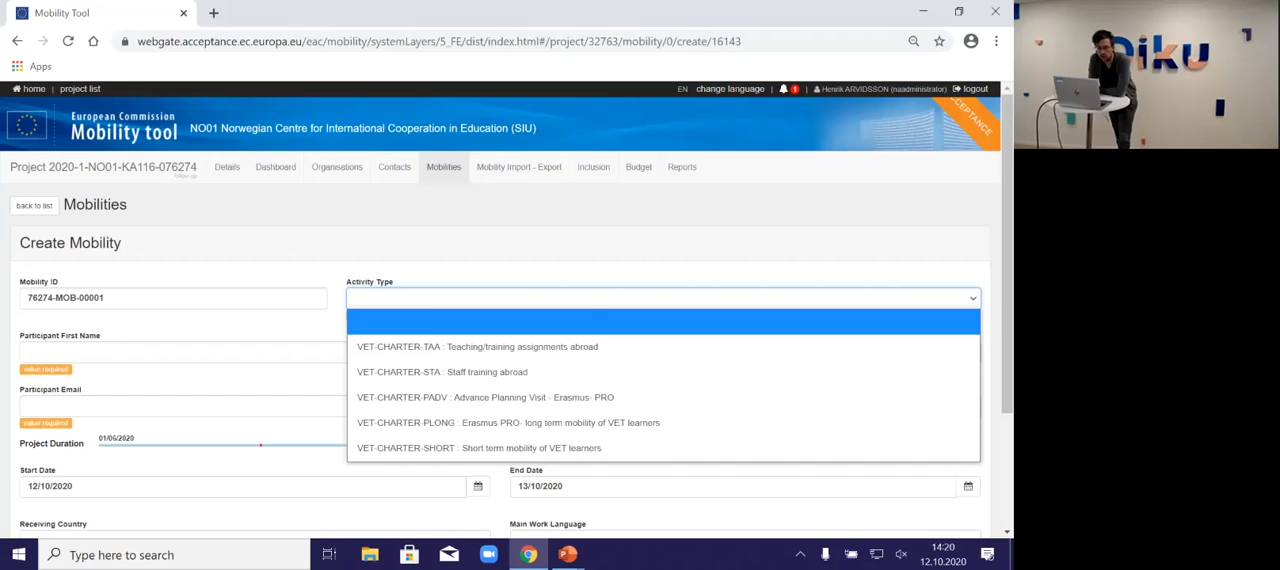 Mobility Tool
webgate.acceptance.ec.europa.eu/eac/mobility/systemLayers/5_FE/dist/index.html#/project/32763/mobility/0/create/16143
Apps
home | project list
EN change language 1 Henrik ARVIDSSON (naadministrator) logout
European Commission
Mobility tool
NO01 Norwegian Centre for International Cooperation in Education (SIU)
ACCEPTANCE
Project 2020-1-NO01-KA116-076274
follow-up
Details Dashboard Organisations Contacts Mobilities Mobility Import - Export Inclusion Budget Reports
back to list Mobilities
Create Mobility
Mobility ID
76274-MOB-00001
Activity Type
VET-CHARTER-TAA : Teaching/training assignments abroad
VET-CHARTER-STA : Staff training abroad
VET-CHARTER-PADV : Advance Planning Visit - Erasmus- PRO
VET-CHARTER-PLONG : Erasmus PRO- long term mobility of VET learners
VET-CHARTER-SHORT : Short term mobility of VET learners
Participant First Name
value required
Participant Email
value required
Project Duration 01/06/2020
Start Date
12/10/2020
End Date
13/10/2020
Receiving Country
Main Work Language
Type here to search
14:20
12.10.2020
Diku
hp